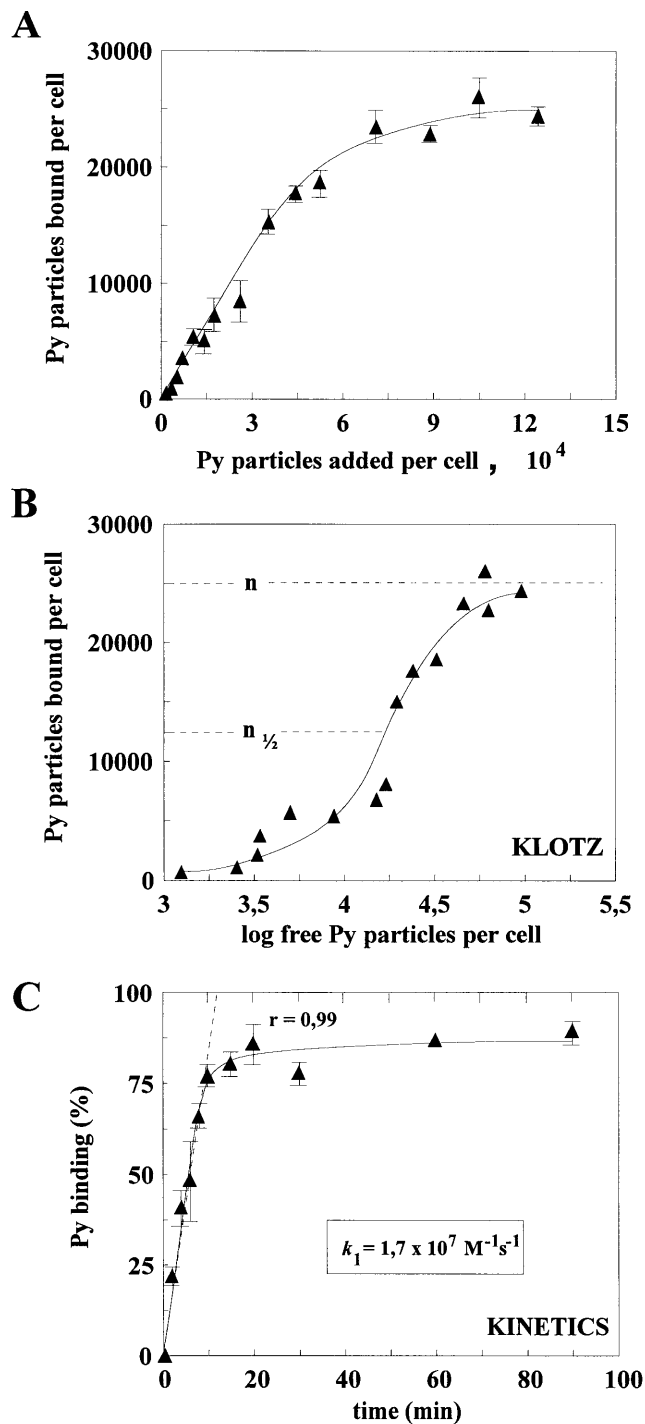 A
Py particles bound per cell
30000
20000
10000
0
0 3 6 9 12 15
Py particles added per cell , 10^4
B
Py particles bound per cell
30000
20000
10000
0
n
n ½
KLOTZ
3 3,5 4 4,5 5 5,5
log free Py particles per cell
C
Py binding (%)
100
75
50
25
0
r = 0,99
k₁ = 1,7 x 10⁷ M⁻¹s⁻¹
KINETICS
0 20 40 60 80 100
time (min)